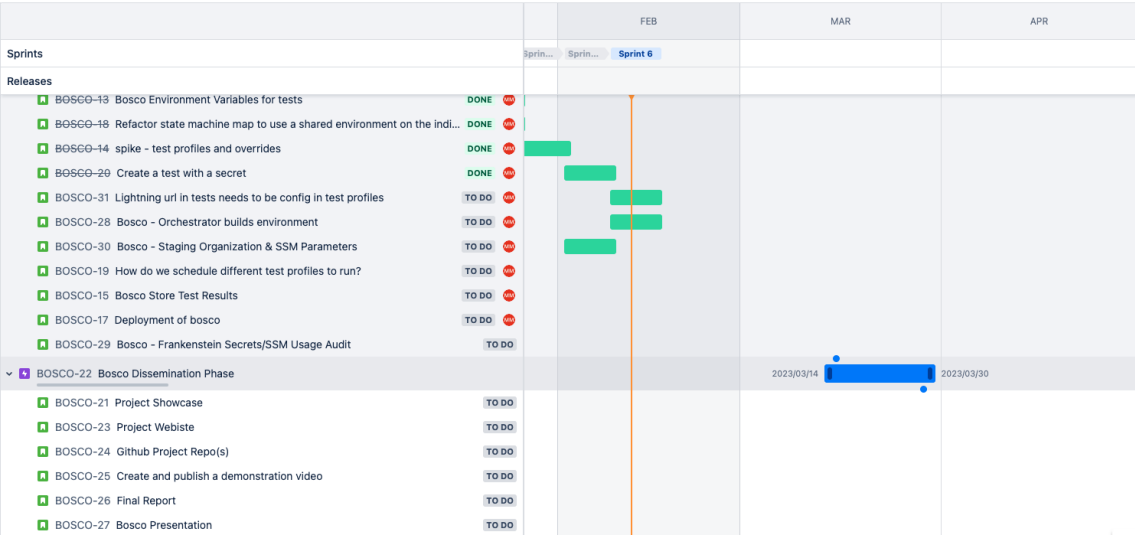 FEB MAR APR
Sprints Sprin... Sprin... Sprint 6
Releases
BOSCO-13 Bosco Environment Variables for tests DONE MM
BOSCO-18 Refactor state machine map to use a shared environment on the indi... DONE MM
BOSCO-14 spike - test profiles and overrides DONE MM
BOSCO-20 Create a test with a secret DONE MM
BOSCO-31 Lightning url in tests needs to be config in test profiles TO DO MM
BOSCO-28 Bosco - Orchestrator builds environment TO DO MM
BOSCO-30 Bosco - Staging Organization & SSM Parameters TO DO MM
BOSCO-19 How do we schedule different test profiles to run? TO DO MM
BOSCO-15 Bosco Store Test Results TO DO MM
BOSCO-17 Deployment of bosco TO DO MM
BOSCO-29 Bosco - Frankenstein Secrets/SSM Usage Audit TO DO
BOSCO-22 Bosco Dissemination Phase 2023/03/14 2023/03/30
BOSCO-21 Project Showcase TO DO
BOSCO-23 Project Webiste TO DO
BOSCO-24 Github Project Repo(s) TO DO
BOSCO-25 Create and publish a demonstration video TO DO
BOSCO-26 Final Report TO DO
BOSCO-27 Bosco Presentation TO DO